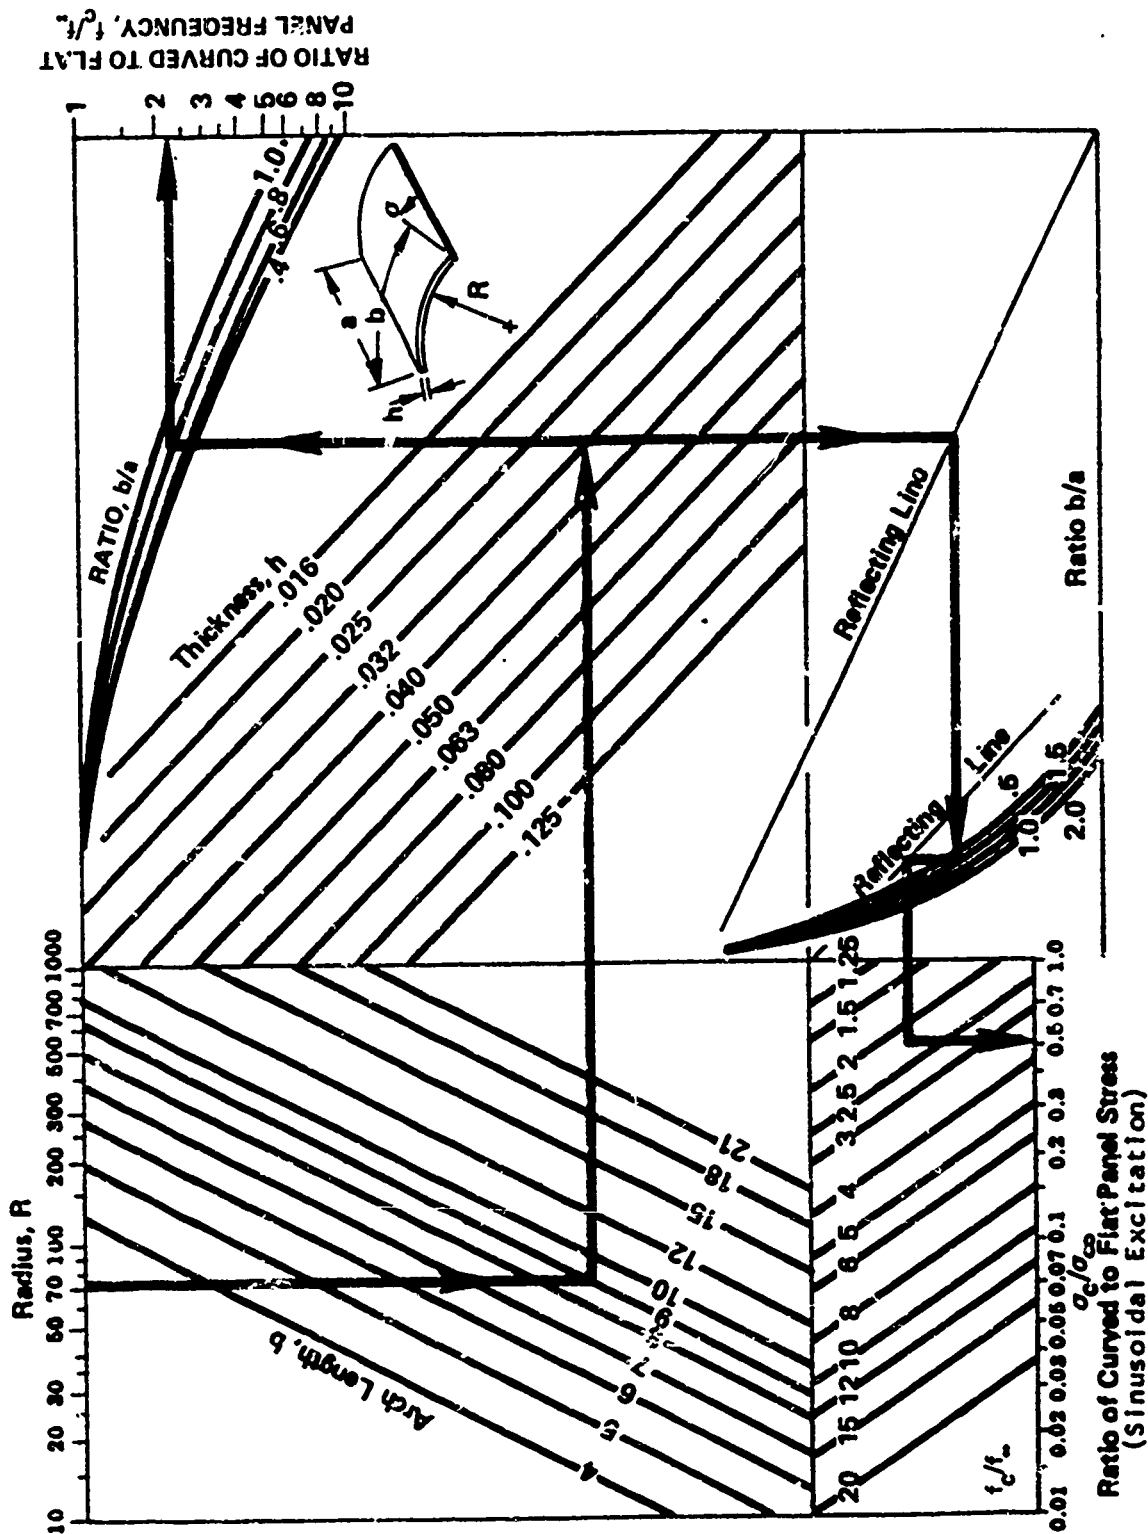 Radius, R
10 20 30 50 70 100 200 300 500 700 1000
RATIO OF CURVED TO FLAT
PANEL FREQEUNCY, f_c/f_∞
1 2 3 4 5 6 8 10
RATIO, b/a
1.0
.8
.6
.4
Thickness, h
.016
.020
.025
.032
.040
.050
.063
.080
.100
.125
a
b
h
R
Arch Length, b
4
5
6
7
9
10
12
15
18
21
Reflecting Line
Reflecting Line
Ratio b/a
.5
1.0
1.5
2.0
f_c/f_∞
20 15 12 10 8 6 5 4 3 2.5 2 1.5 1.25
0.01 0.02 0.03 0.05 0.07 0.1 0.2 0.3 0.5 0.7 1.0
σ_c/σ_∞
Ratio of Curved to Flat Panel Stress
(Sinusoidal Excitation)